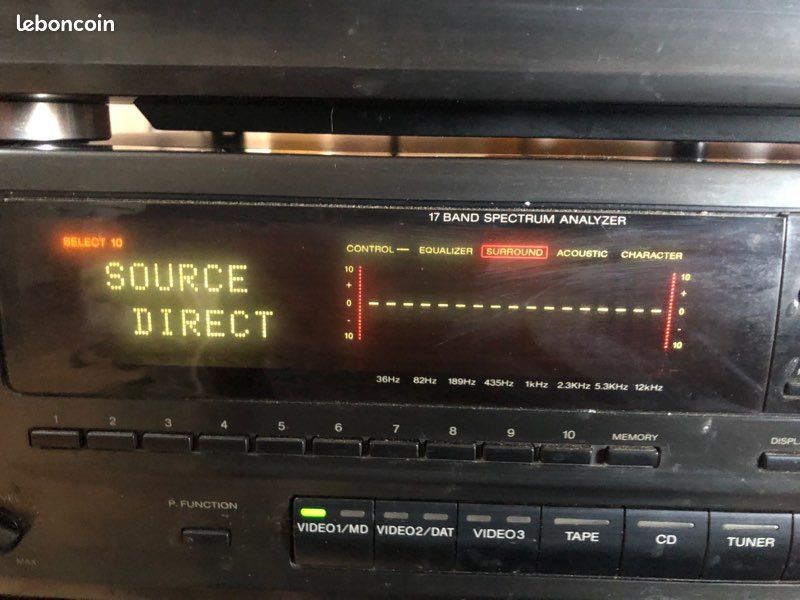 leboncoin
17 BAND SPECTRUM ANALYZER
SELECT 10
CONTROL — EQUALIZER SURROUND ACOUSTIC CHARACTER
SOURCE
DIRECT
10 10
+ +
0 0
- -
10 10
36Hz 82Hz 189Hz 435Hz 1kHz 2.3KHz 5.3KHz 12kHz
1 2 3 4 5 6 7 8 9 10 MEMORY
DISPL
P. FUNCTION
VIDEO1/MD VIDEO2/DAT VIDEO3 TAPE CD TUNER
MAX